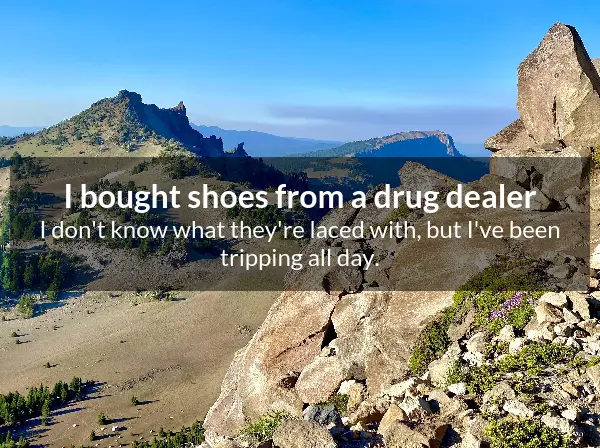 I bought shoes from a drug dealer
I don't know what they're laced with, but I've been
tripping all day.